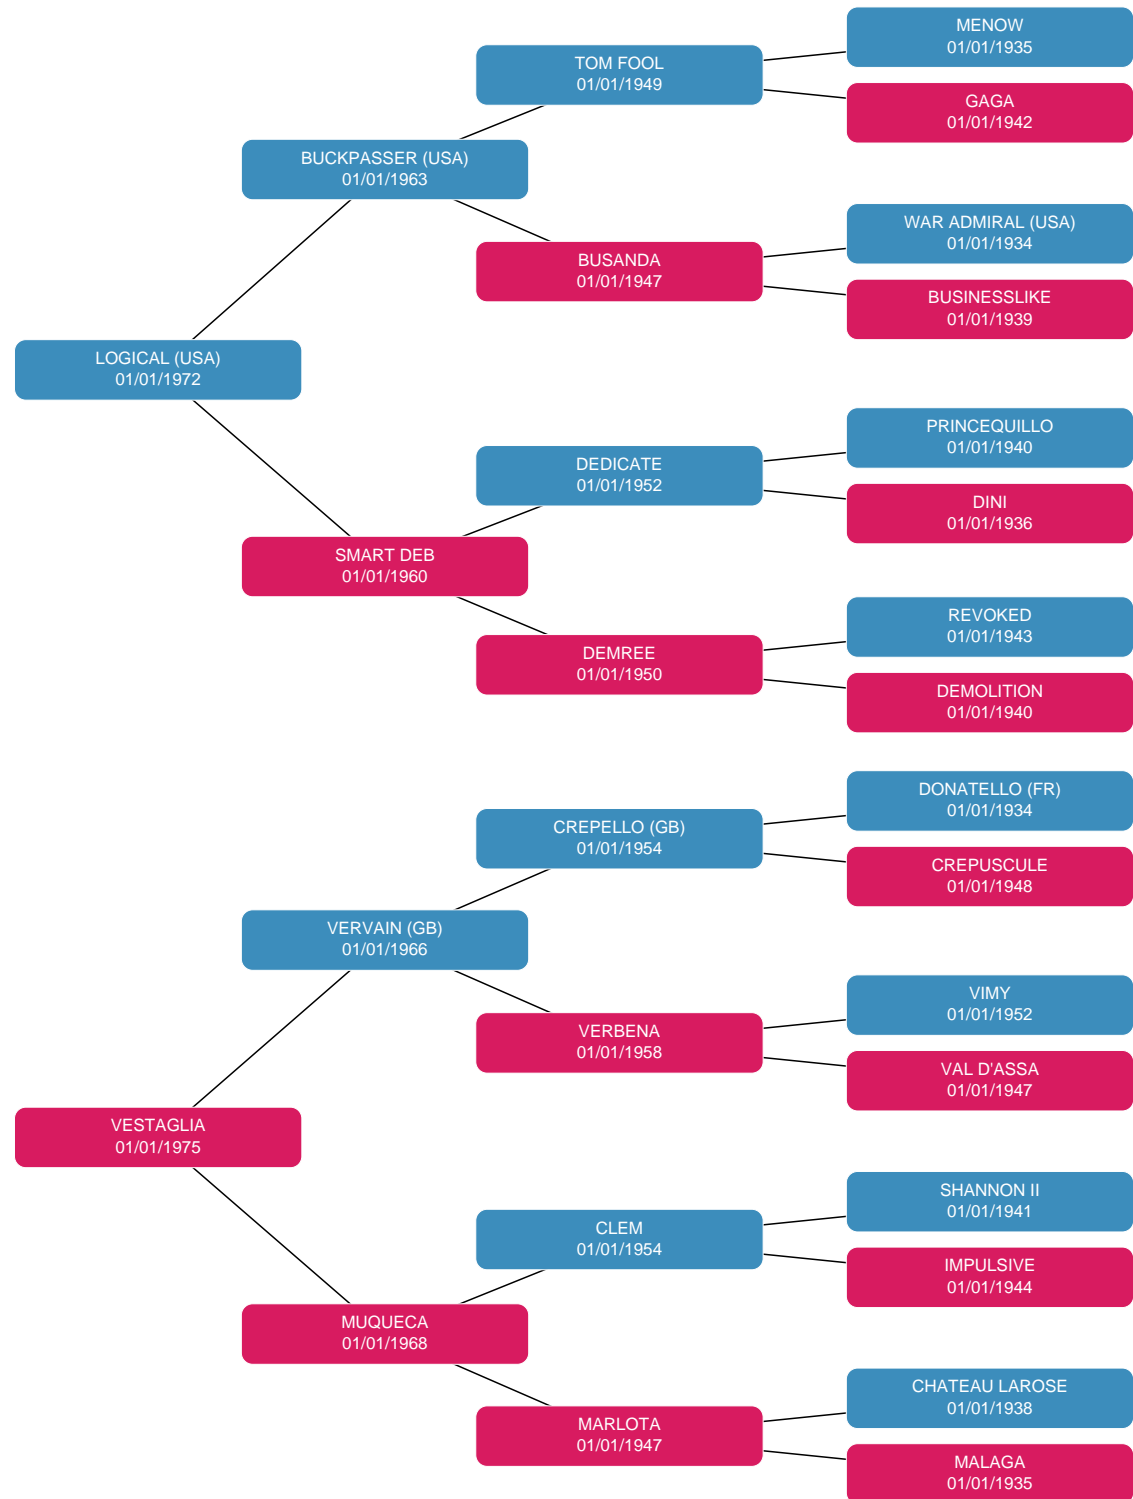 MENOW
01/01/1935
TOM FOOL
01/01/1949
GAGA
01/01/1942
BUCKPASSER (USA)
01/01/1963
WAR ADMIRAL (USA)
01/01/1934
BUSANDA
01/01/1947
BUSINESSLIKE
01/01/1939
LOGICAL (USA)
01/01/1972
PRINCEQUILLO
01/01/1940
DEDICATE
01/01/1952
DINI
01/01/1936
SMART DEB
01/01/1960
REVOKED
01/01/1943
DEMREE
01/01/1950
DEMOLITION
01/01/1940
DONATELLO (FR)
01/01/1934
CREPELLO (GB)
01/01/1954
CREPUSCULE
01/01/1948
VERVAIN (GB)
01/01/1966
VIMY
01/01/1952
VERBENA
01/01/1958
VAL D'ASSA
01/01/1947
VESTAGLIA
01/01/1975
SHANNON II
01/01/1941
CLEM
01/01/1954
IMPULSIVE
01/01/1944
MUQUECA
01/01/1968
CHATEAU LAROSE
01/01/1938
MARLOTA
01/01/1947
MALAGA
01/01/1935